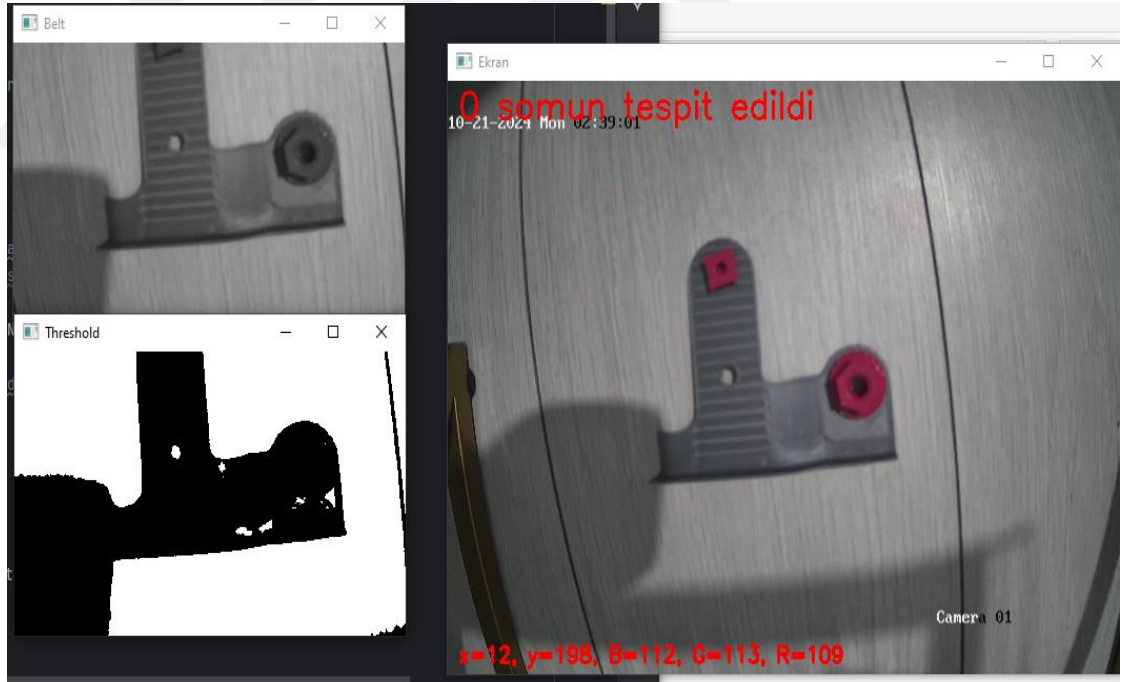 Belt
Ekran
0 somun tespit edildi
10-21-2024 Mon 02:39:01
Threshold
Camera 01
x=12, y=198, B=112, G=113, R=109